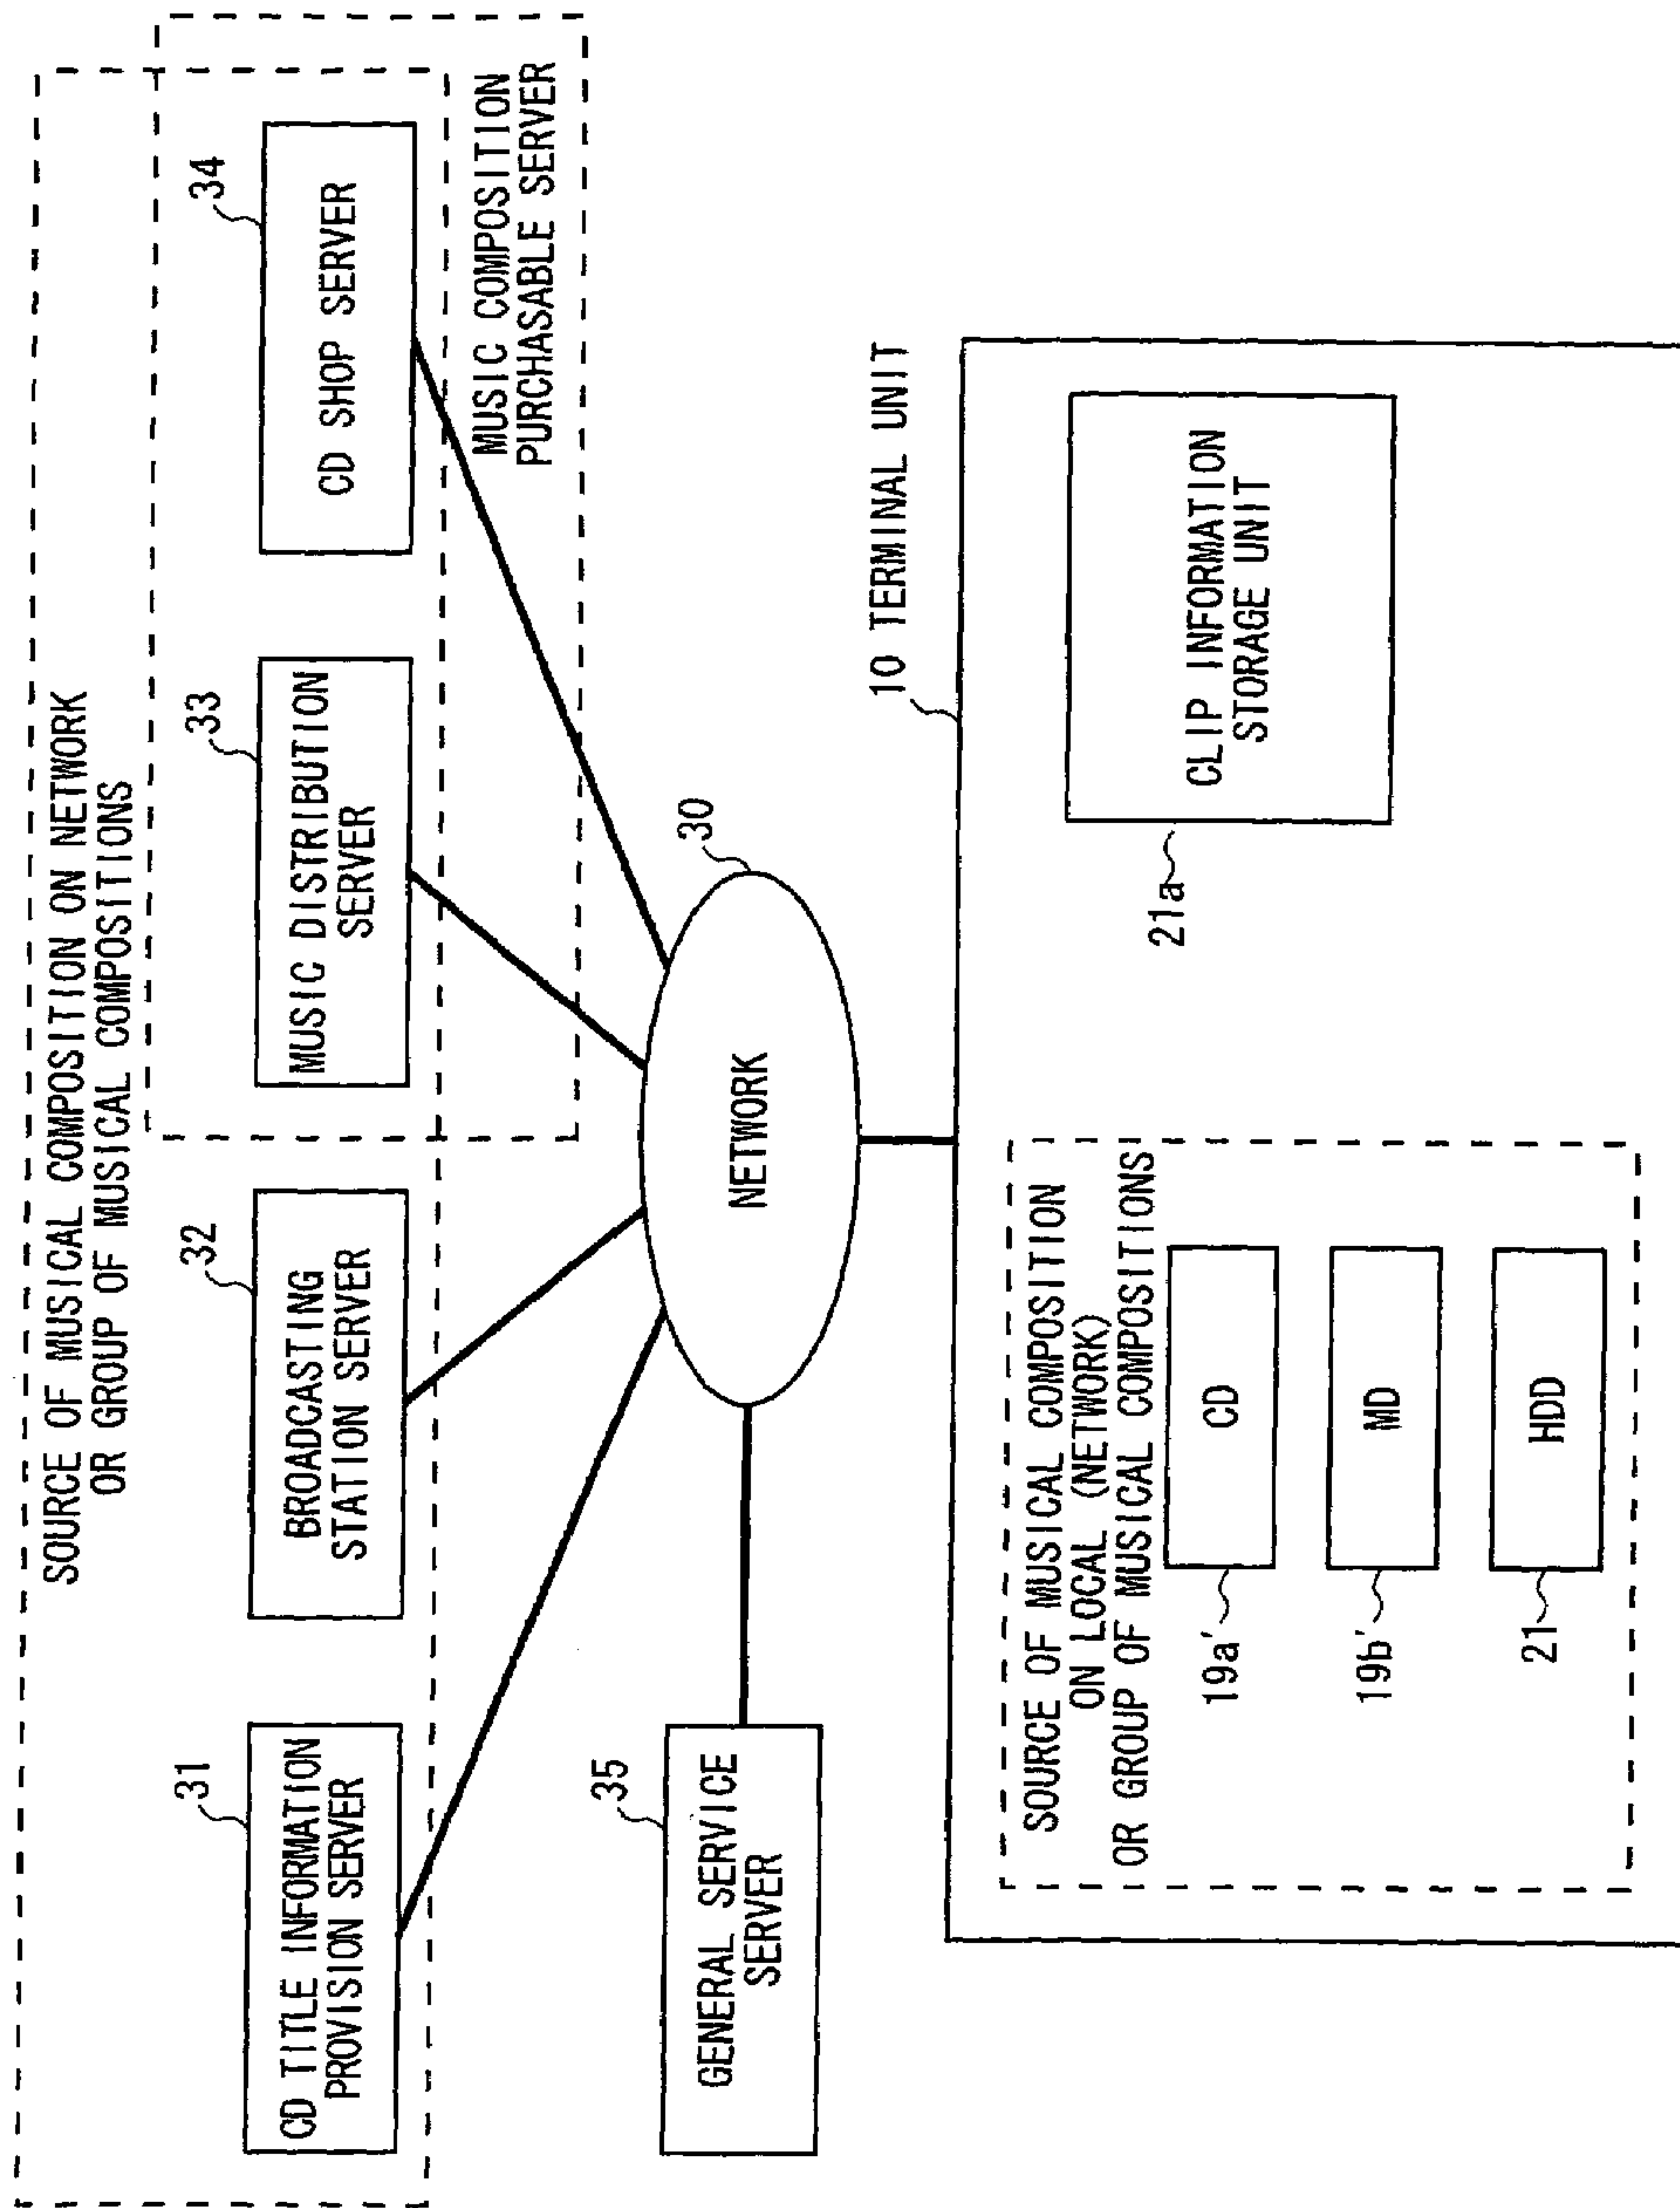 SOURCE OF MUSICAL COMPOSITION ON NETWORK
OR GROUP OF MUSICAL COMPOSITIONS
31
CD TITLE INFORMATION
PROVISION SERVER
32
BROADCASTING
STATION SERVER
33
MUSIC DISTRIBUTION
SERVER
34
CD SHOP SERVER
MUSIC COMPOSITION
PURCHASABLE SERVER
35
GENERAL SERVICE
SERVER
30
NETWORK
10 TERMINAL UNIT
SOURCE OF MUSICAL COMPOSITION
ON LOCAL (NETWORK)
OR GROUP OF MUSICAL COMPOSITIONS
19a'
CD
19b'
MD
21
HDD
21a
CLIP INFORMATION
STORAGE UNIT